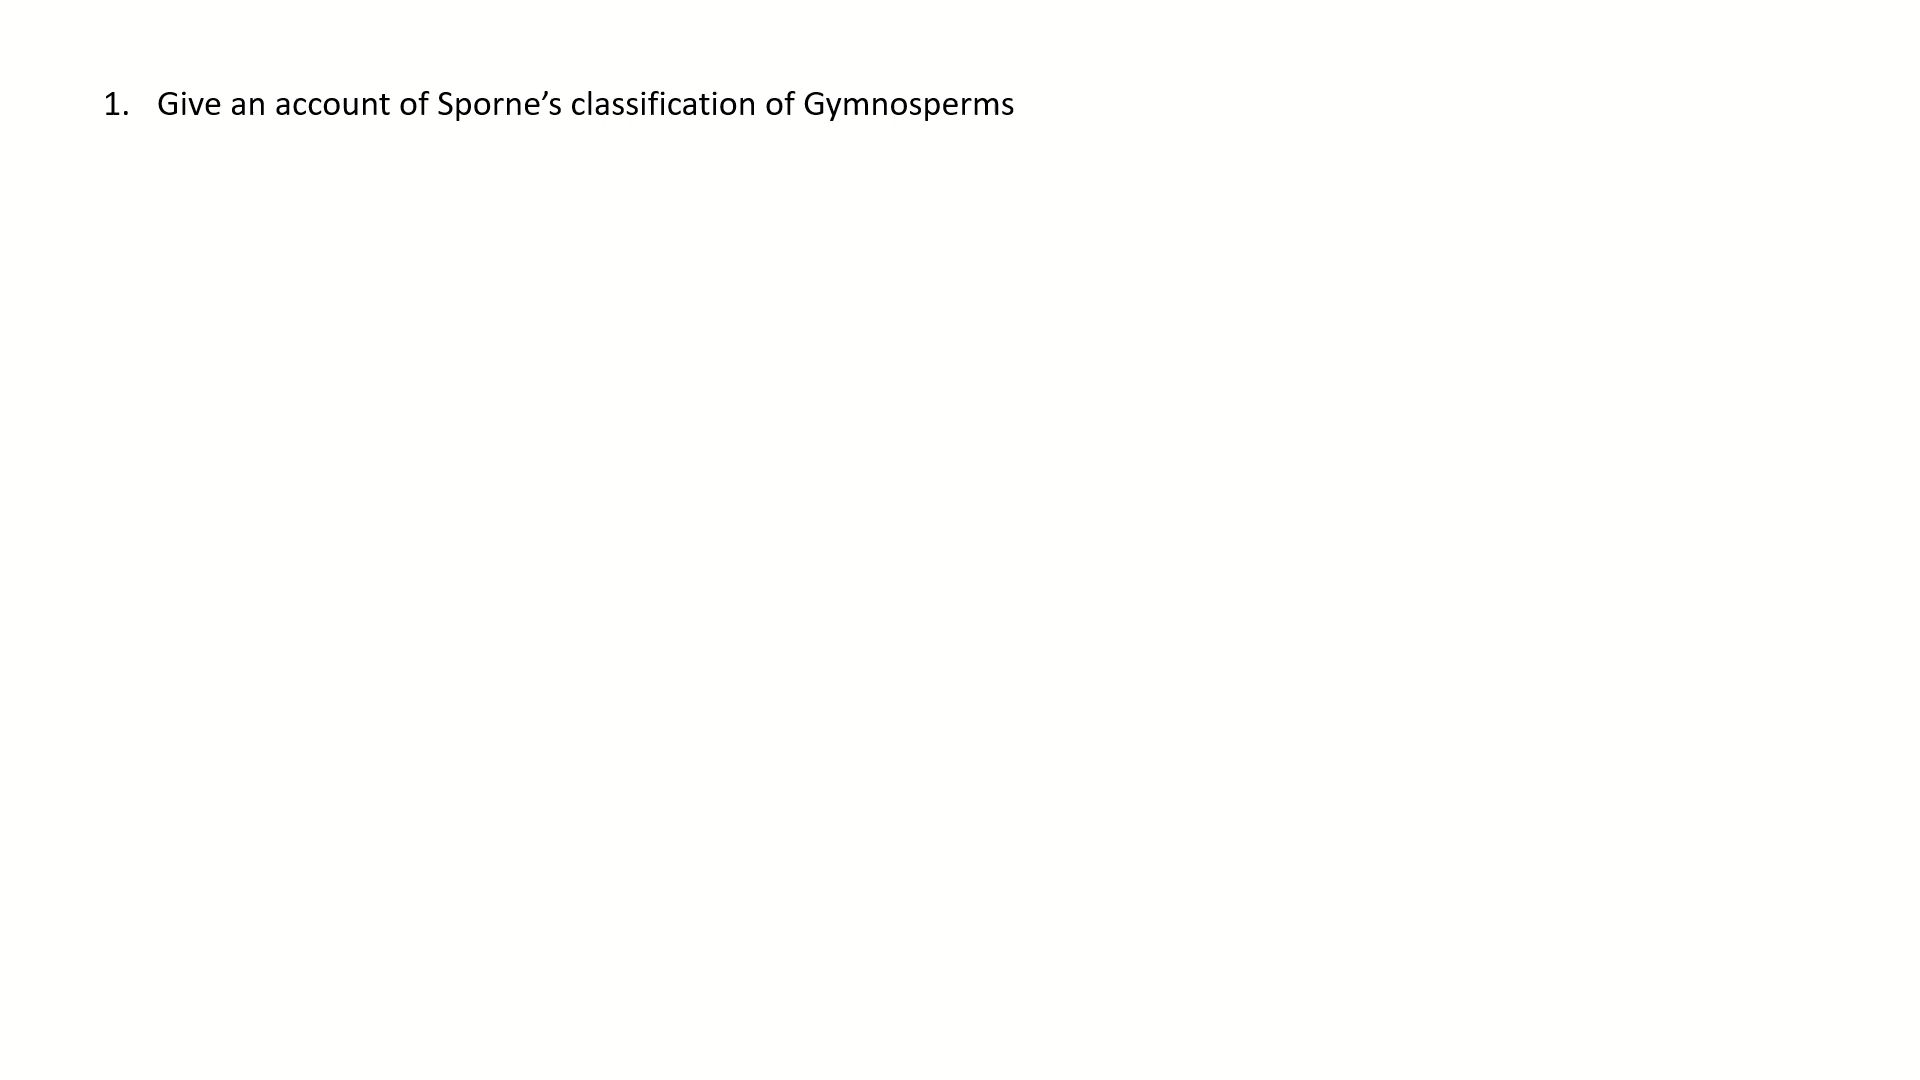 1. Give an account of Sporne’s classification of Gymnosperms